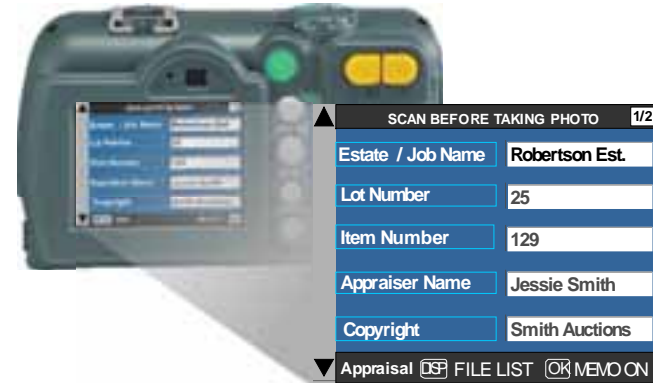 SCAN BEFORE TAKING PHOTO 1/2
Estate / Job Name Robertson Est.
Lot Number 25
Item Number 129
Appraiser Name Jessie Smith
Copyright Smith Auctions
Appraisal DISP FILE LIST OK MEMO ON